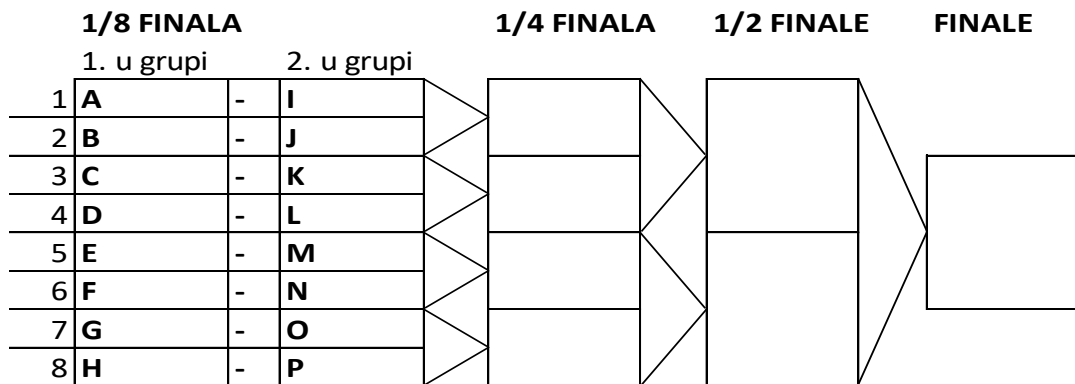 1/8 FINALA 1/4 FINALA 1/2 FINALE FINALE
1. u grupi 2. u grupi
1 A - I
2 B - J
3 C - K
4 D - L
5 E - M
6 F - N
7 G - O
8 H - P